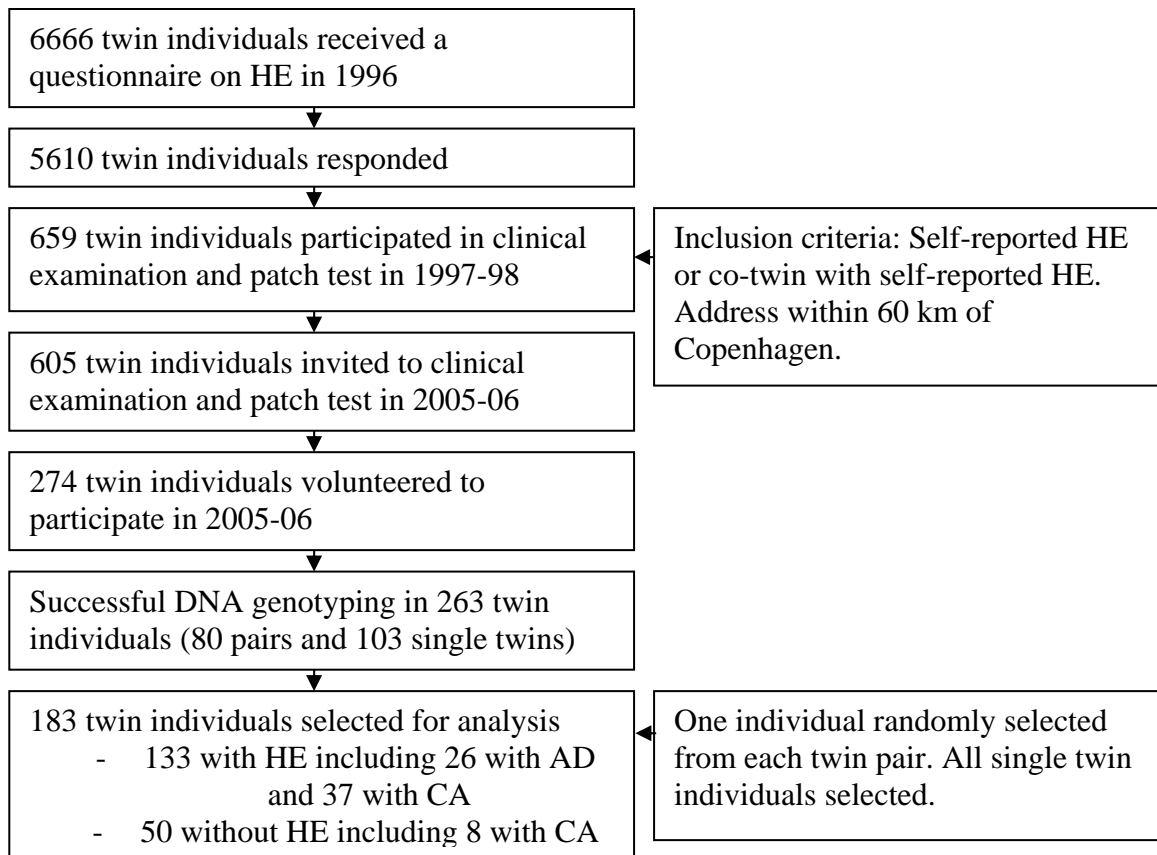 6666 twin individuals received a
questionnaire on HE in 1996
5610 twin individuals responded
659 twin individuals participated in clinical
examination and patch test in 1997-98
Inclusion criteria: Self-reported HE
or co-twin with self-reported HE.
Address within 60 km of
Copenhagen.
605 twin individuals invited to clinical
examination and patch test in 2005-06
274 twin individuals volunteered to
participate in 2005-06
Successful DNA genotyping in 263 twin
individuals (80 pairs and 103 single twins)
183 twin individuals selected for analysis
- 133 with HE including 26 with AD
and 37 with CA
- 50 without HE including 8 with CA
One individual randomly selected
from each twin pair. All single twin
individuals selected.